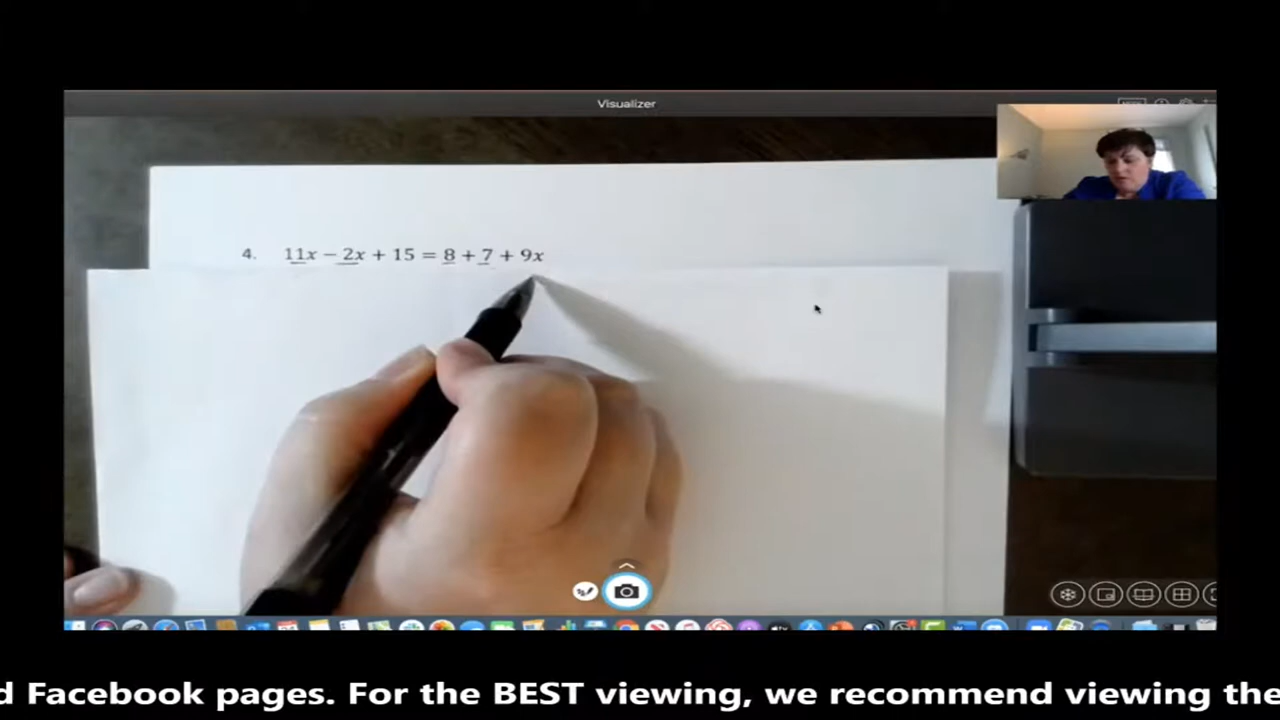 Visualizer
4. 11x − 2x + 15 = 8 + 7 + 9x
d Facebook pages. For the BEST viewing, we recommend viewing the